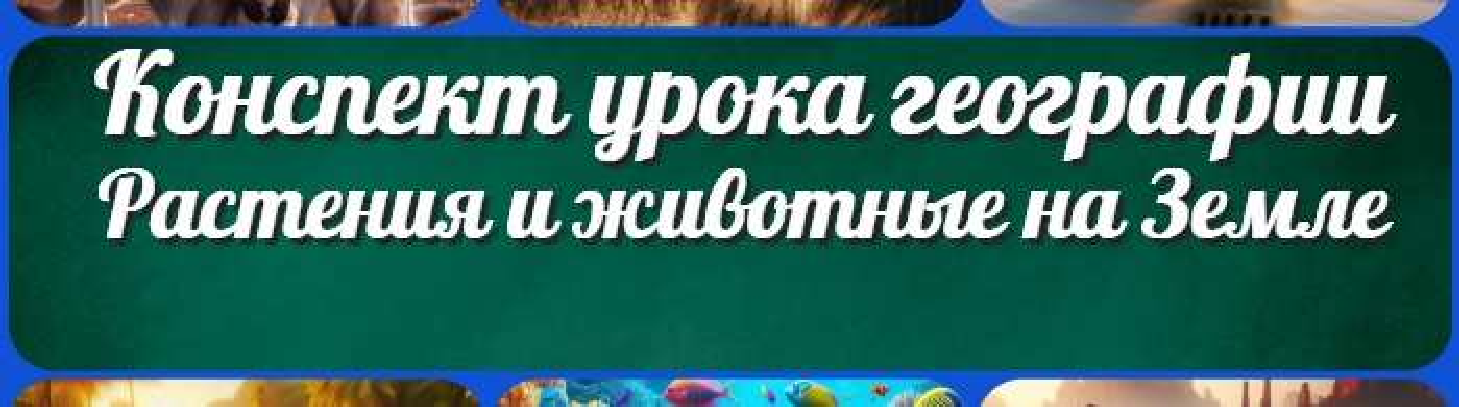 Конспект урока географии
Растения и животные на Земле